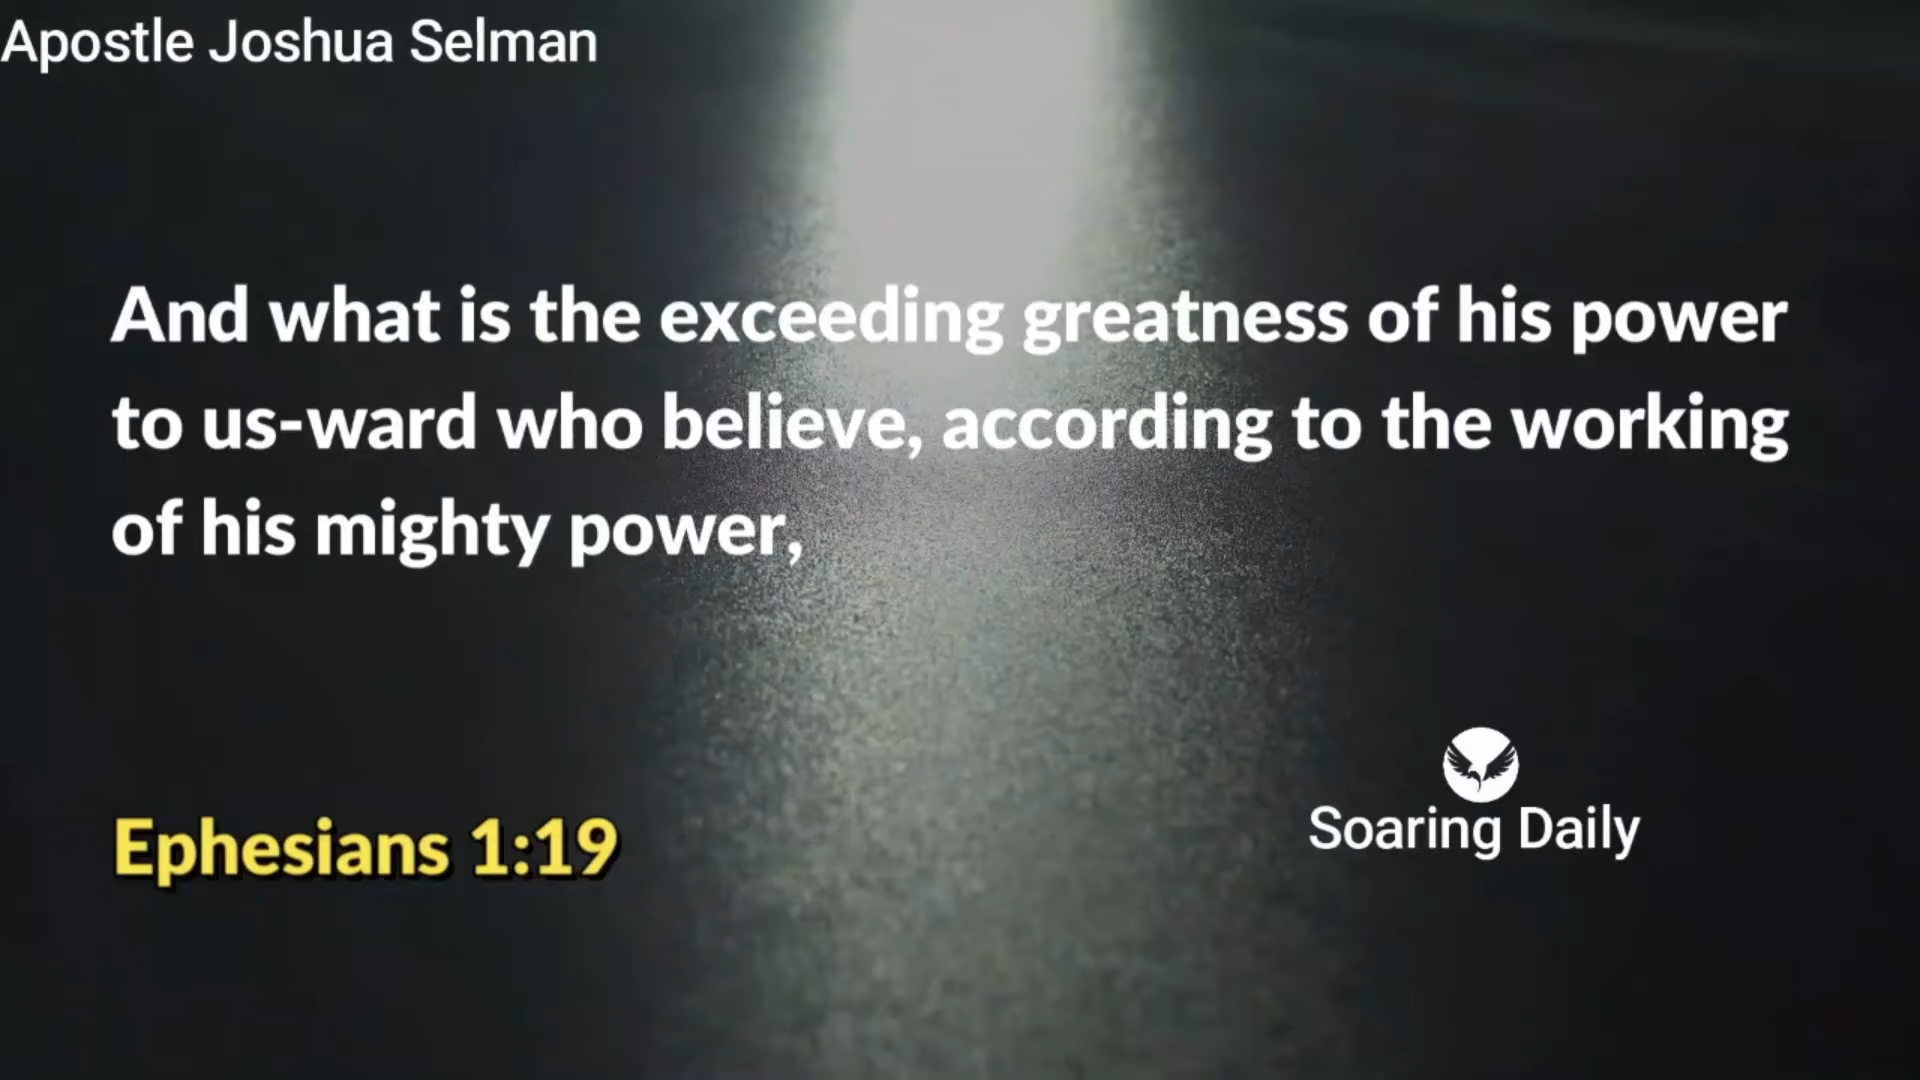 Apostle Joshua Selman
And what is the exceeding greatness of his power
to us-ward who believe, according to the working
of his mighty power,
Ephesians 1:19
Soaring Daily